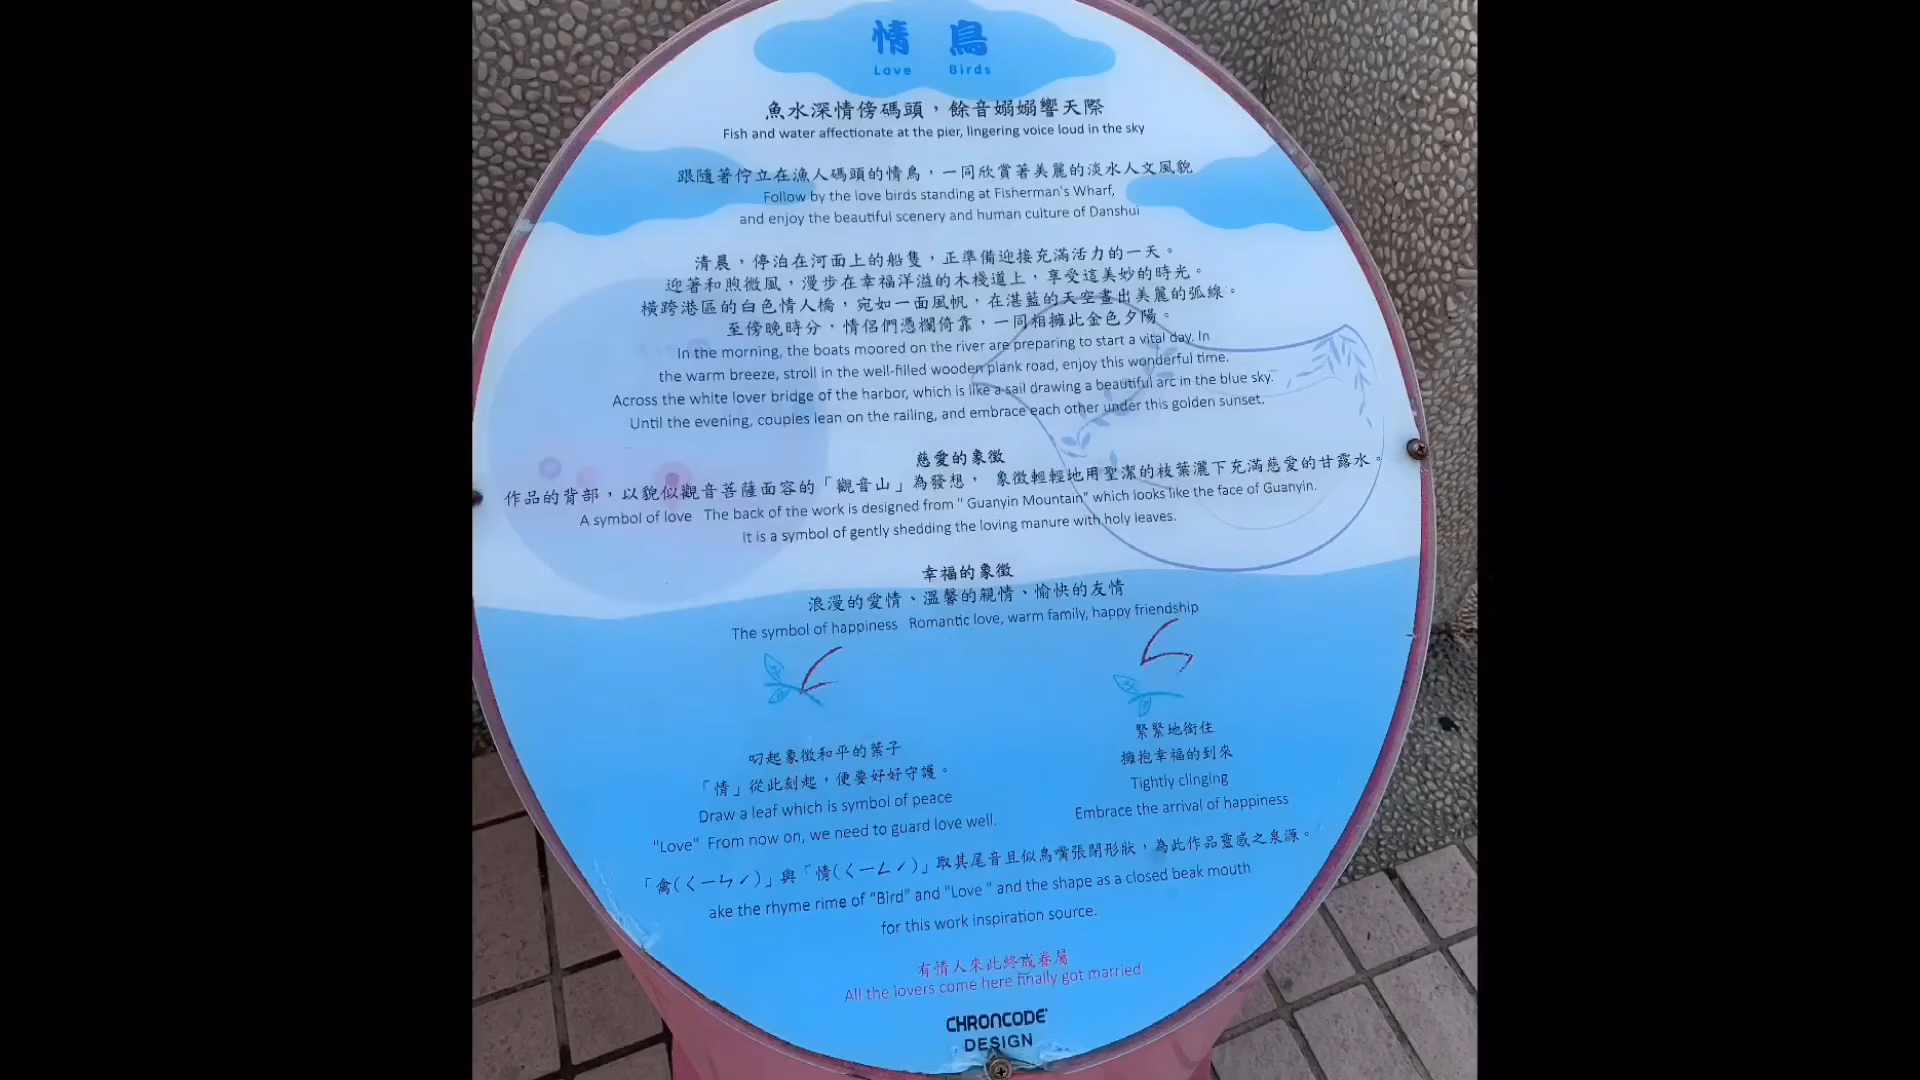 情鳥
Love Birds
魚水深情傍碼頭，餘音嫋嫋響天際
Fish and water affectionate at the pier, lingering voice loud in the sky
跟隨著佇立在漁人碼頭的情鳥，一同欣賞著美麗的淡水人文風貌
Follow by the love birds standing at Fisherman's Wharf,
and enjoy the beautiful scenery and human culture of Danshui
清晨，停泊在河面上的船隻，正準備迎接充滿活力的一天。
迎著和煦微風，漫步在幸福洋溢的木棧道上，享受這美妙的時光。
橫跨港區的白色情人橋，宛如一面風帆，在湛藍的天空畫出美麗的弧線。
至傍晚時分，情侶們憑欄倚靠，一同相擁此金色夕陽。
In the morning, the boats moored on the river are preparing to start a vital day. In
the warm breeze, stroll in the well-filled wooden plank road, enjoy this wonderful time.
Across the white lover bridge of the harbor, which is like a sail drawing a beautiful arc in the blue sky.
Until the evening, couples lean on the railing, and embrace each other under this golden sunset.
慈愛的象徵
作品的背部，以貌似觀音菩薩面容的「觀音山」為發想， 象徵輕輕地用聖潔的枝葉灑下充滿慈愛的甘露水。
A symbol of love The back of the work is designed from " Guanyin Mountain" which looks like the face of Guanyin.
It is a symbol of gently shedding the loving manure with holy leaves.
幸福的象徵
浪漫的愛情、溫馨的親情、愉快的友情
The symbol of happiness Romantic love, warm family, happy friendship
叼起象徵和平的葉子
「情」從此刻起，便要好好守護。
Draw a leaf which is symbol of peace
"Love" From now on, we need to guard love well.
緊緊地銜住
擁抱幸福的到來
Tightly clinging
Embrace the arrival of happiness
「禽(ㄑㄧㄣˊ)」與「情(ㄑㄧㄥˊ)」取其尾音且似鳥嘴張閉形狀，為此作品靈感之泉源。
ake the rhyme rime of "Bird" and "Love " and the shape as a closed beak mouth
for this work inspiration source.
有情人來此終成眷屬
All the lovers come here finally got married
CHRONCODE
DESIGN